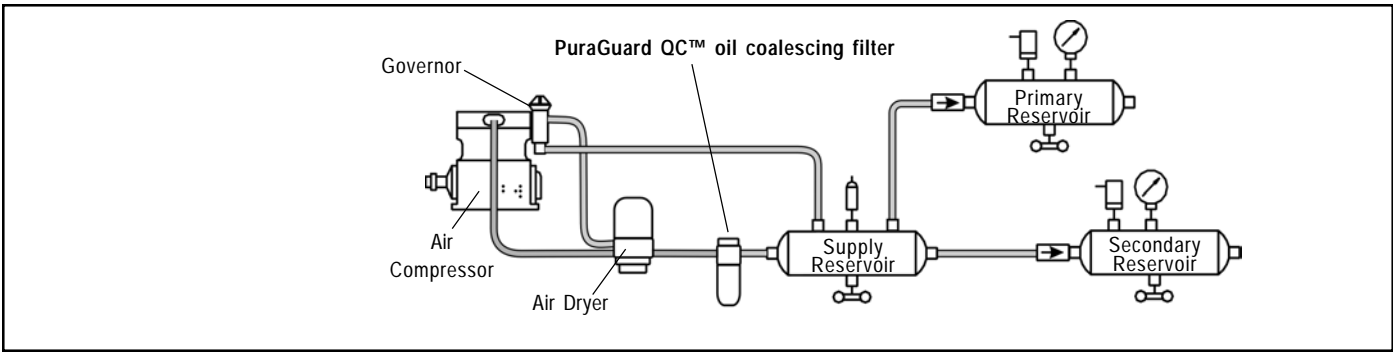 PuraGuard QC™ oil coalescing filter
Governor
Primary
Reservoir
Air
Compressor
Air Dryer
Supply
Reservoir
Secondary
Reservoir